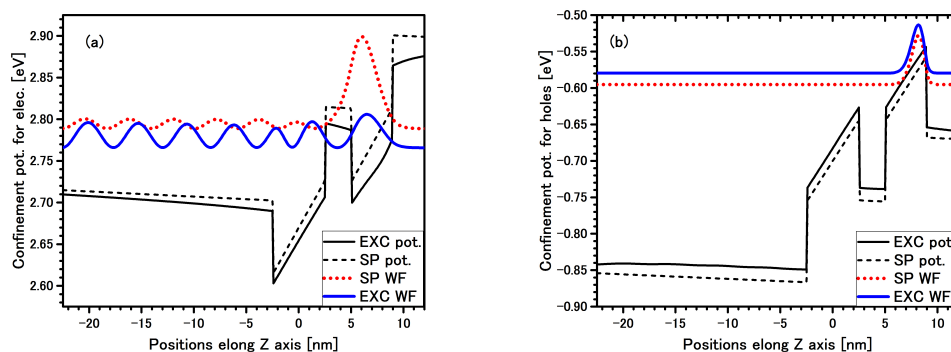 (a)
Confinement pot. for elec. [eV]
2.90
2.85
2.80
2.75
2.70
2.65
2.60
EXC pot.
SP pot.
SP WF
EXC WF
-20 -15 -10 -5 0 5 10
Positions elong Z axis [nm]
(b)
Confinement pot. for holes [eV]
-0.50
-0.55
-0.60
-0.65
-0.70
-0.75
-0.80
-0.85
-0.90
EXC pot.
SP pot.
SP WF
EXC WF
-20 -15 -10 -5 0 5 10
Positions elong Z axis [nm]